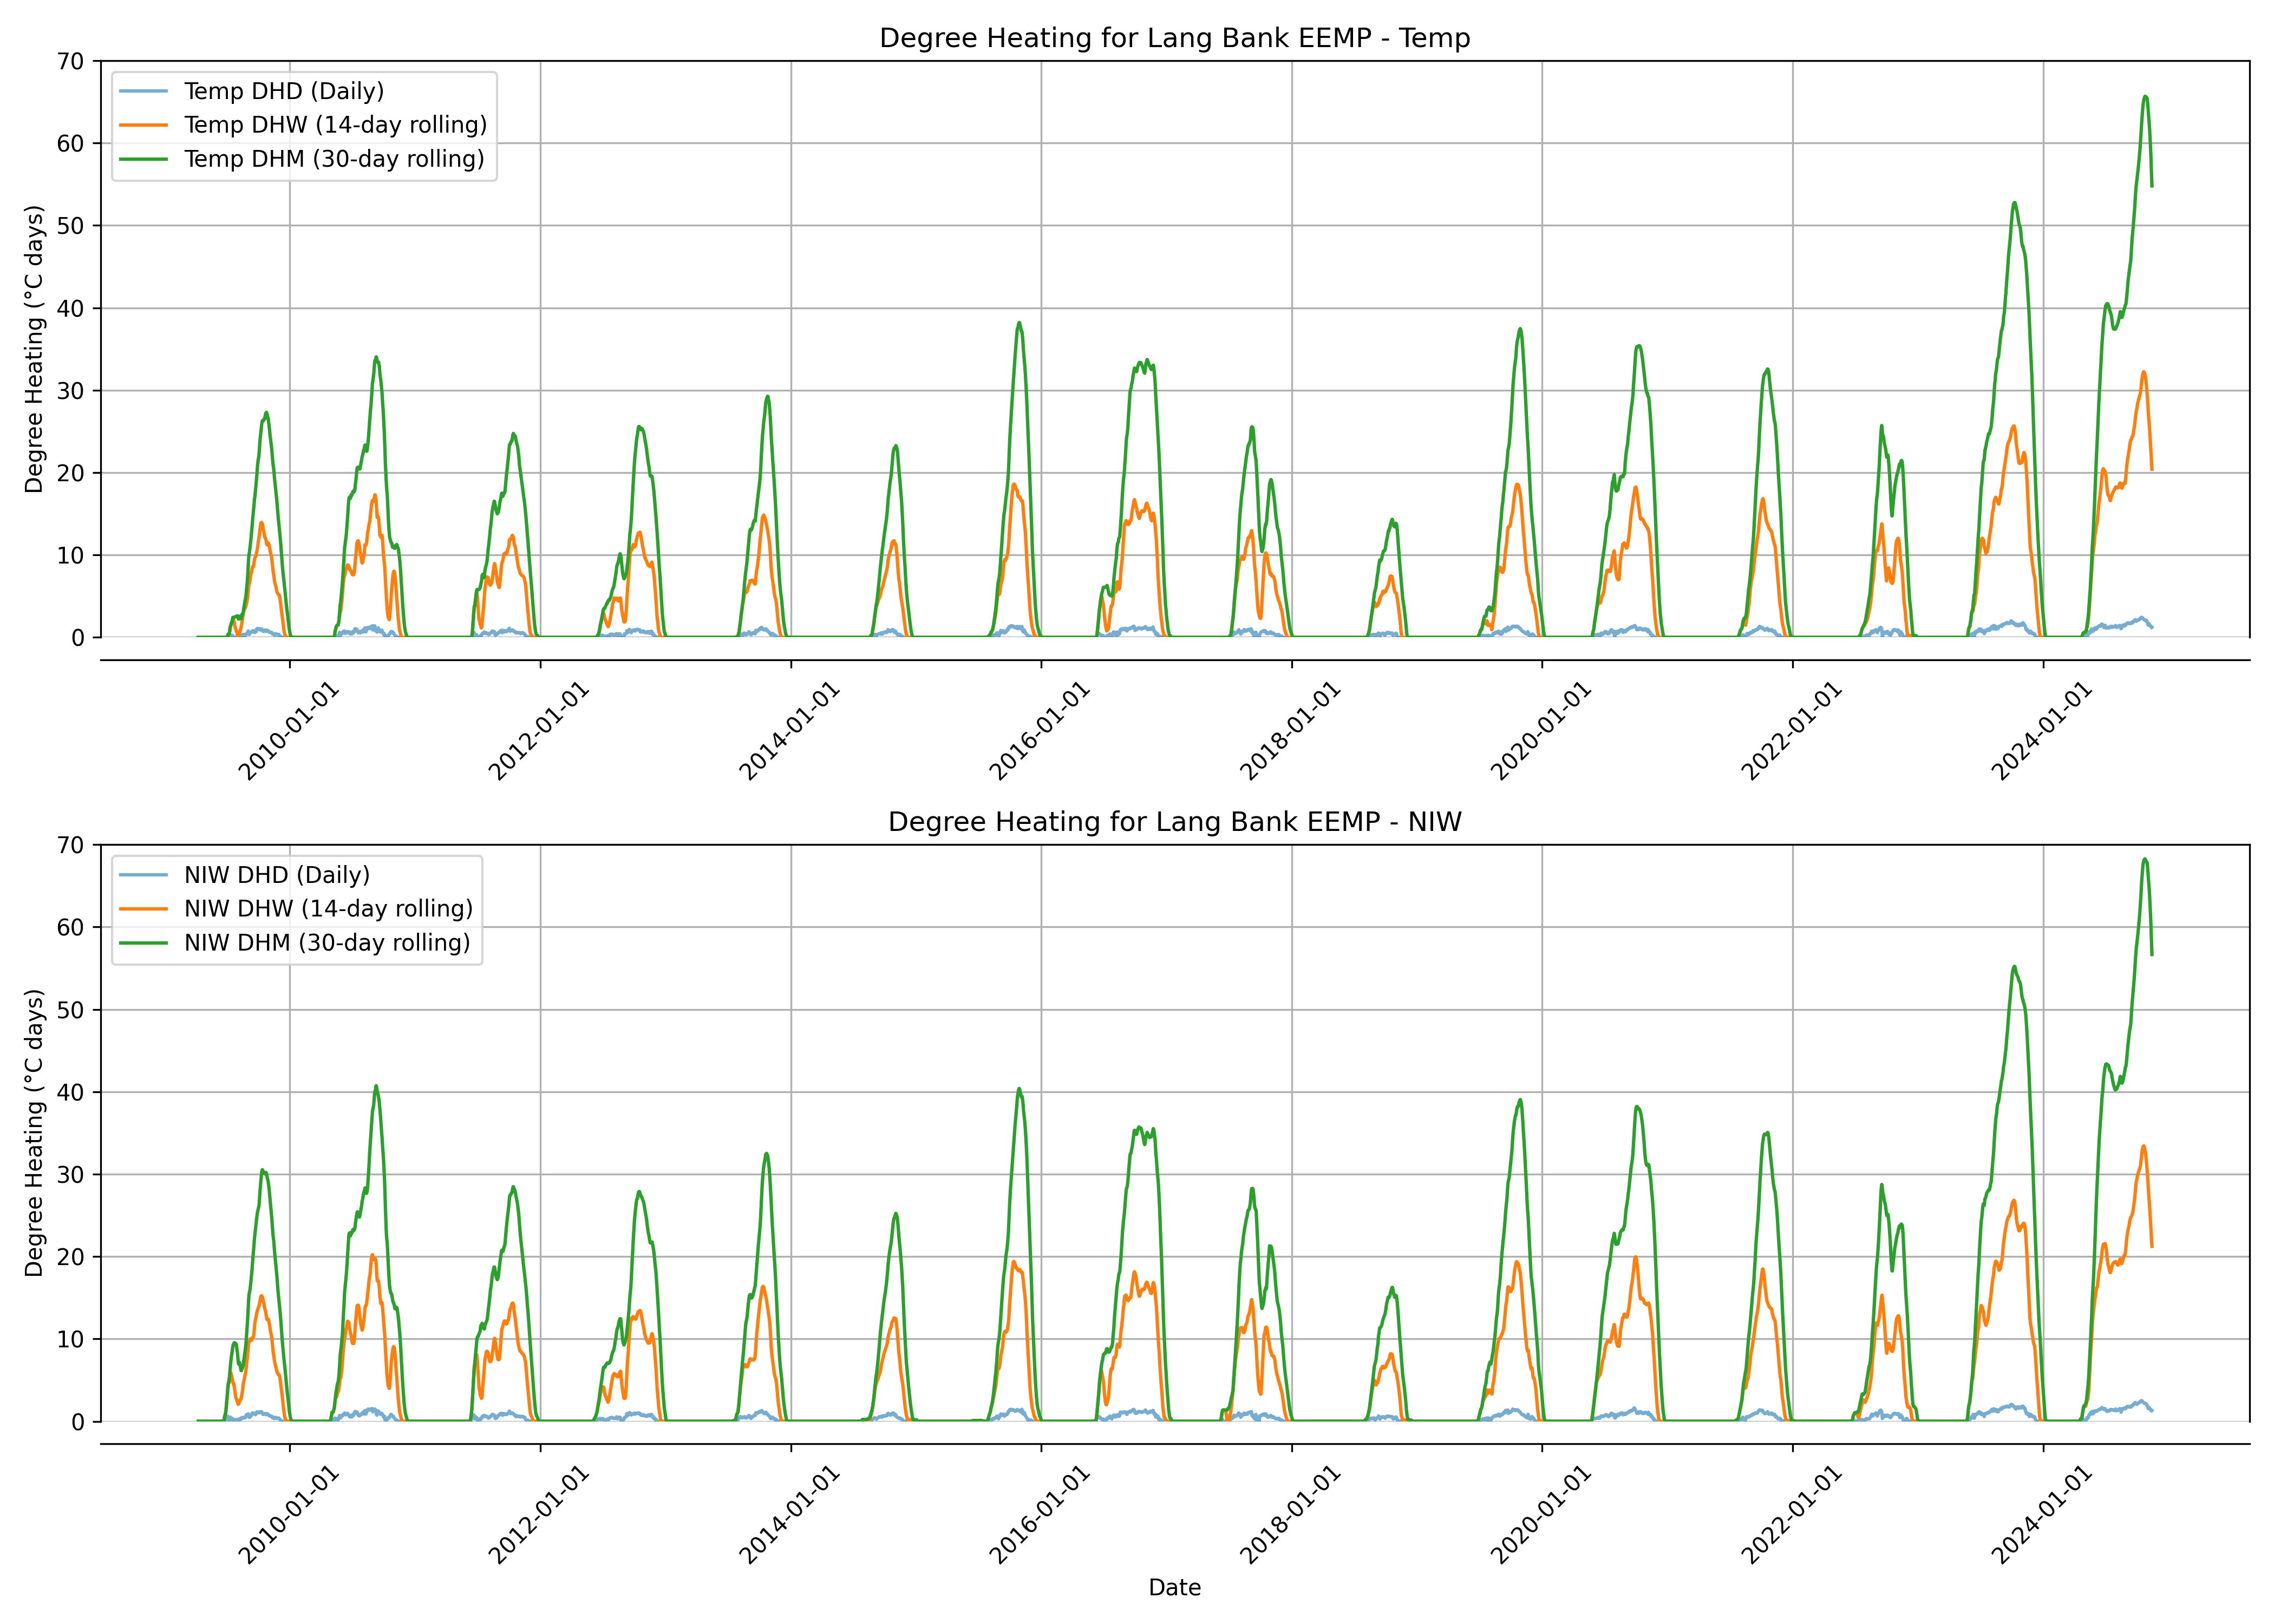 Degree Heating for Lang Bank EEMP - Temp
70
60
50
40
30
20
10
0
Degree Heating (°C days)
Temp DHD (Daily)
Temp DHW (14-day rolling)
Temp DHM (30-day rolling)
2010-01-01
2012-01-01
2014-01-01
2016-01-01
2018-01-01
2020-01-01
2022-01-01
2024-01-01
Degree Heating for Lang Bank EEMP - NIW
70
60
50
40
30
20
10
0
Degree Heating (°C days)
NIW DHD (Daily)
NIW DHW (14-day rolling)
NIW DHM (30-day rolling)
2010-01-01
2012-01-01
2014-01-01
2016-01-01
2018-01-01
2020-01-01
2022-01-01
2024-01-01
Date